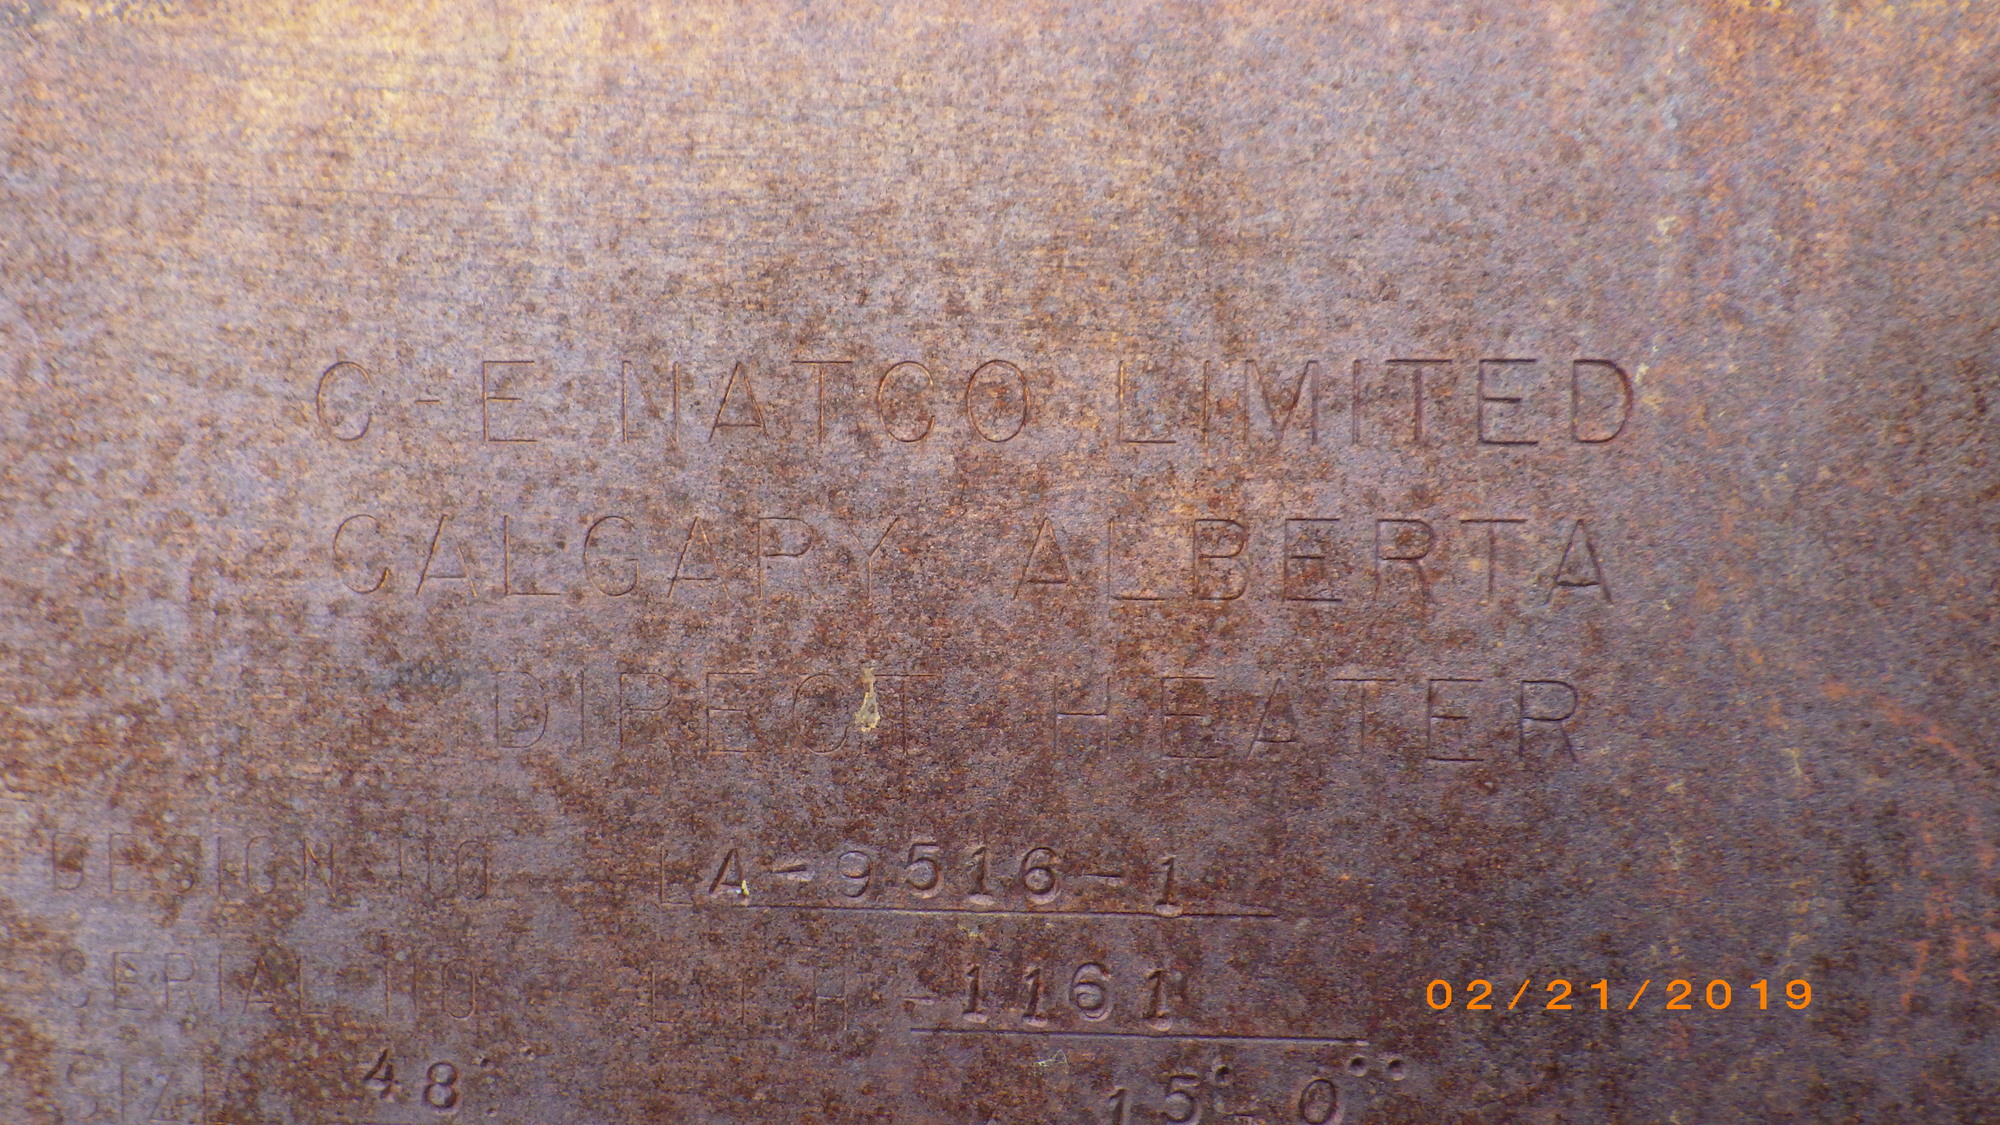 C-E NATCO LIMITED
CALGARY ALBERTA
DIRECT HEATER
DESIGN NO LA-9516-1
SERIAL NO -1161
02/21/2019
SIZE 48" 15'-0"